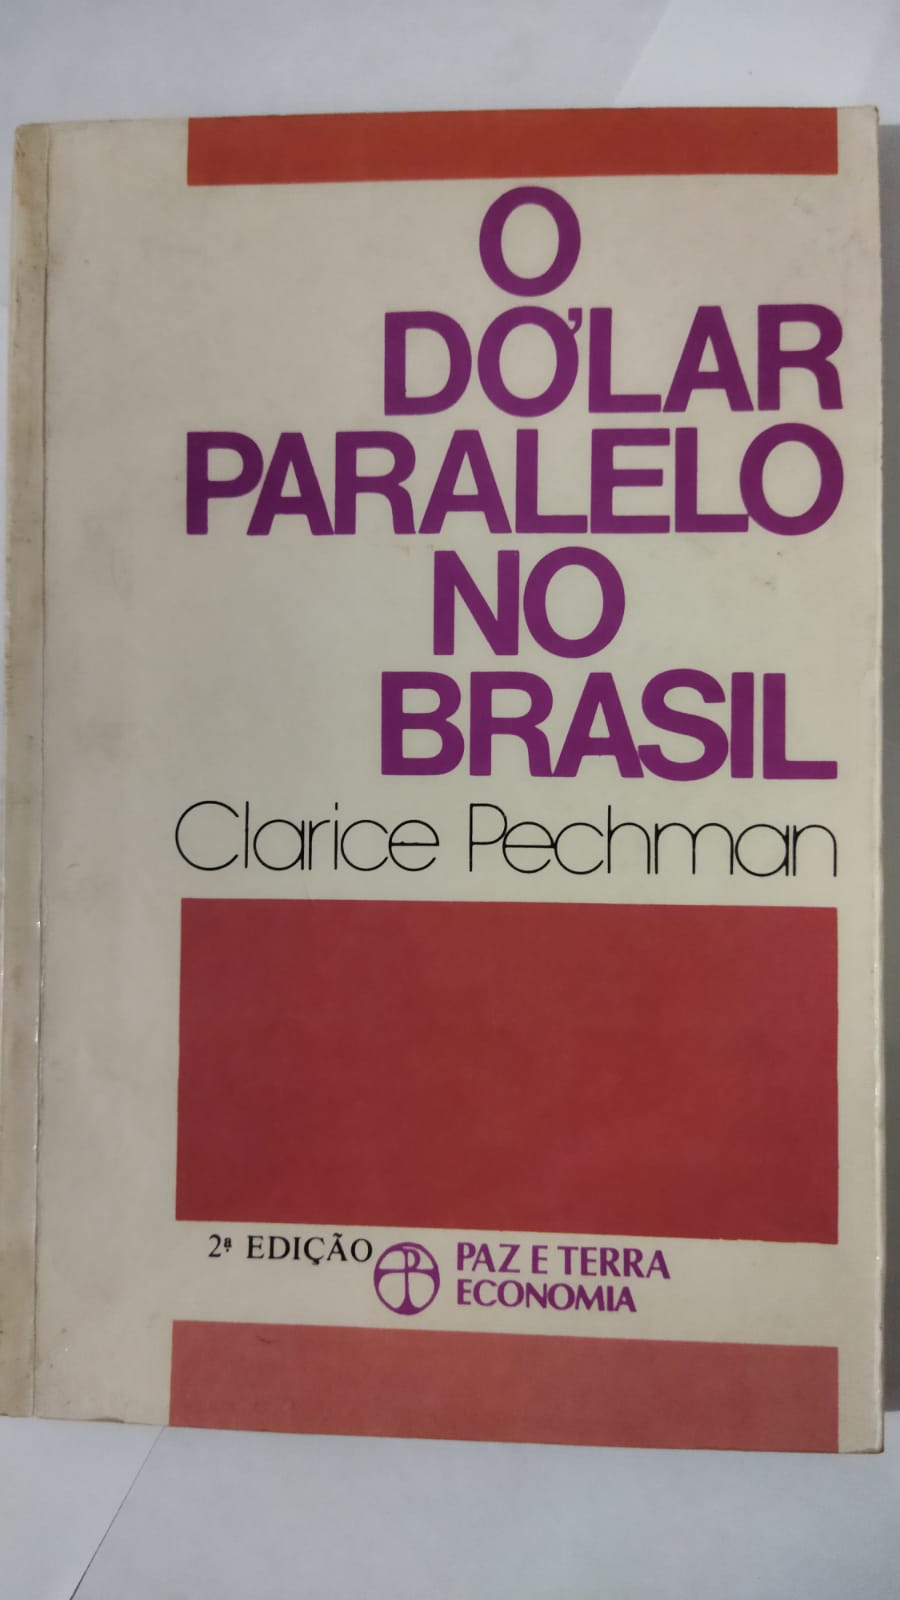 O
DÓLAR
PARALELO
NO
BRASIL
Clarice Pechman
2ª EDIÇÃO
PAZ E TERRA
ECONOMIA